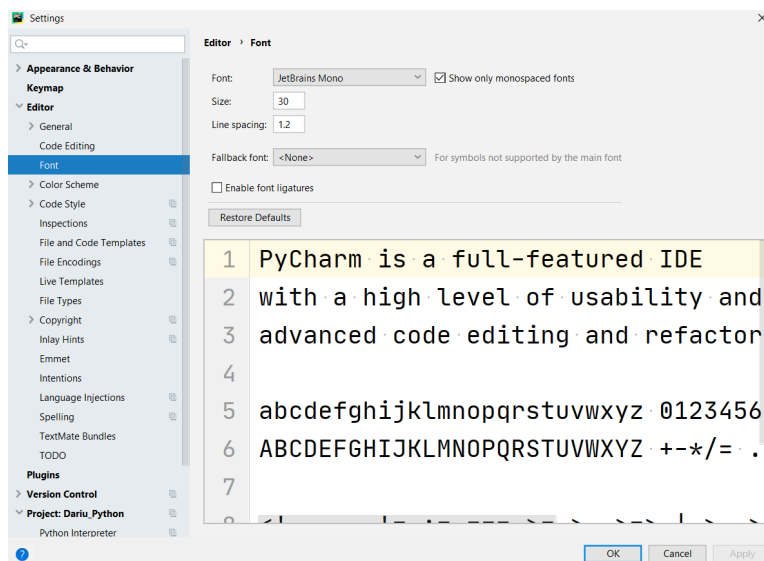 Settings
Editor › Font
Appearance & Behavior
Keymap
Editor
General
Code Editing
Font
Color Scheme
Code Style
Inspections
File and Code Templates
File Encodings
Live Templates
File Types
Copyright
Inlay Hints
Emmet
Intentions
Language Injections
Spelling
TextMate Bundles
TODO
Plugins
Version Control
Project: Dariu_Python
Python Interpreter
Font: JetBrains Mono Show only monospaced fonts
Size: 30
Line spacing: 1.2
Fallback font: <None> For symbols not supported by the main font
Enable font ligatures
Restore Defaults
1 PyCharm is a full-featured IDE
2 with a high level of usability and
3 advanced code editing and refactor
4
5 abcdefghijklmnopqrstuvwxyz 0123456
6 ABCDEFGHIJKLMNOPQRSTUVWXYZ +-*/= .
7
? OK Cancel Apply